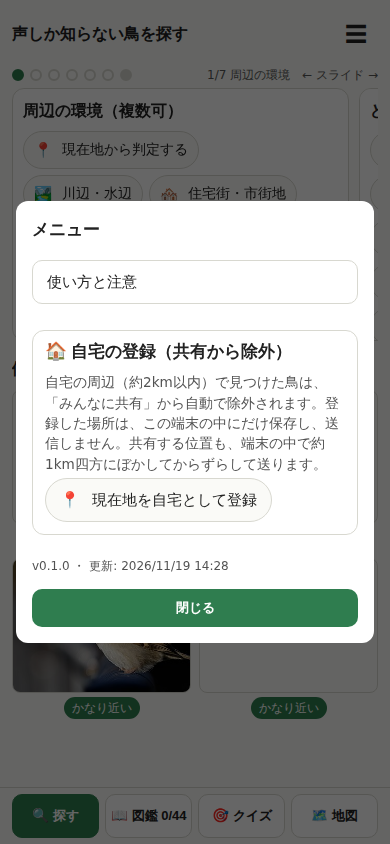 声しか知らない鳥を探す
1/7 周辺の環境 ← スライド →
周辺の環境（複数可）
現在地から判定する
川辺・水辺 住宅街・市街地
メニュー
使い方と注意
自宅の登録（共有から除外）
自宅の周辺（約2km以内）で見つけた鳥は、
「みんなに共有」から自動で除外されます。登
録した場所は、この端末の中にだけ保存し、送
信しません。共有する位置も、端末の中で約
1km四方にぼかしてからずらして送ります。
現在地を自宅として登録
v0.1.0 ・ 更新: 2026/11/19 14:28
閉じる
かなり近い かなり近い
探す 図鑑 0/44 クイズ 地図